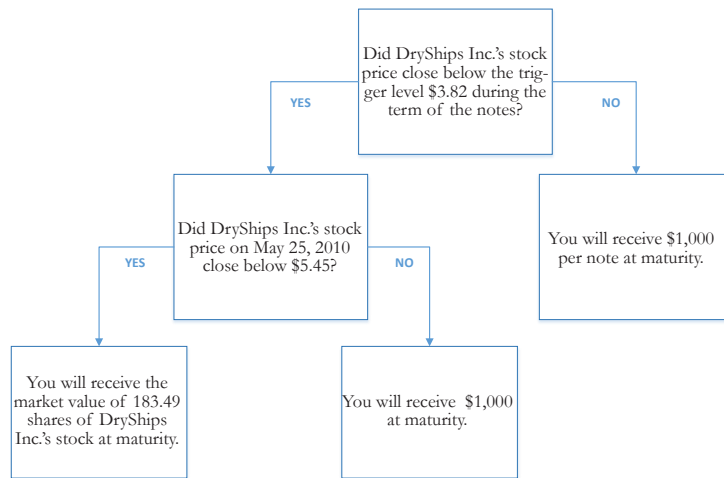 Did DryShips Inc.'s stock
price close below the trig-
ger level $3.82 during the
term of the notes?
YES
NO
Did DryShips Inc.'s stock
price on May 25, 2010
close below $5.45?
You will receive $1,000
per note at maturity.
YES
NO
You will receive the
market value of 183.49
shares of DryShips
Inc.'s stock at maturity.
You will receive $1,000
at maturity.